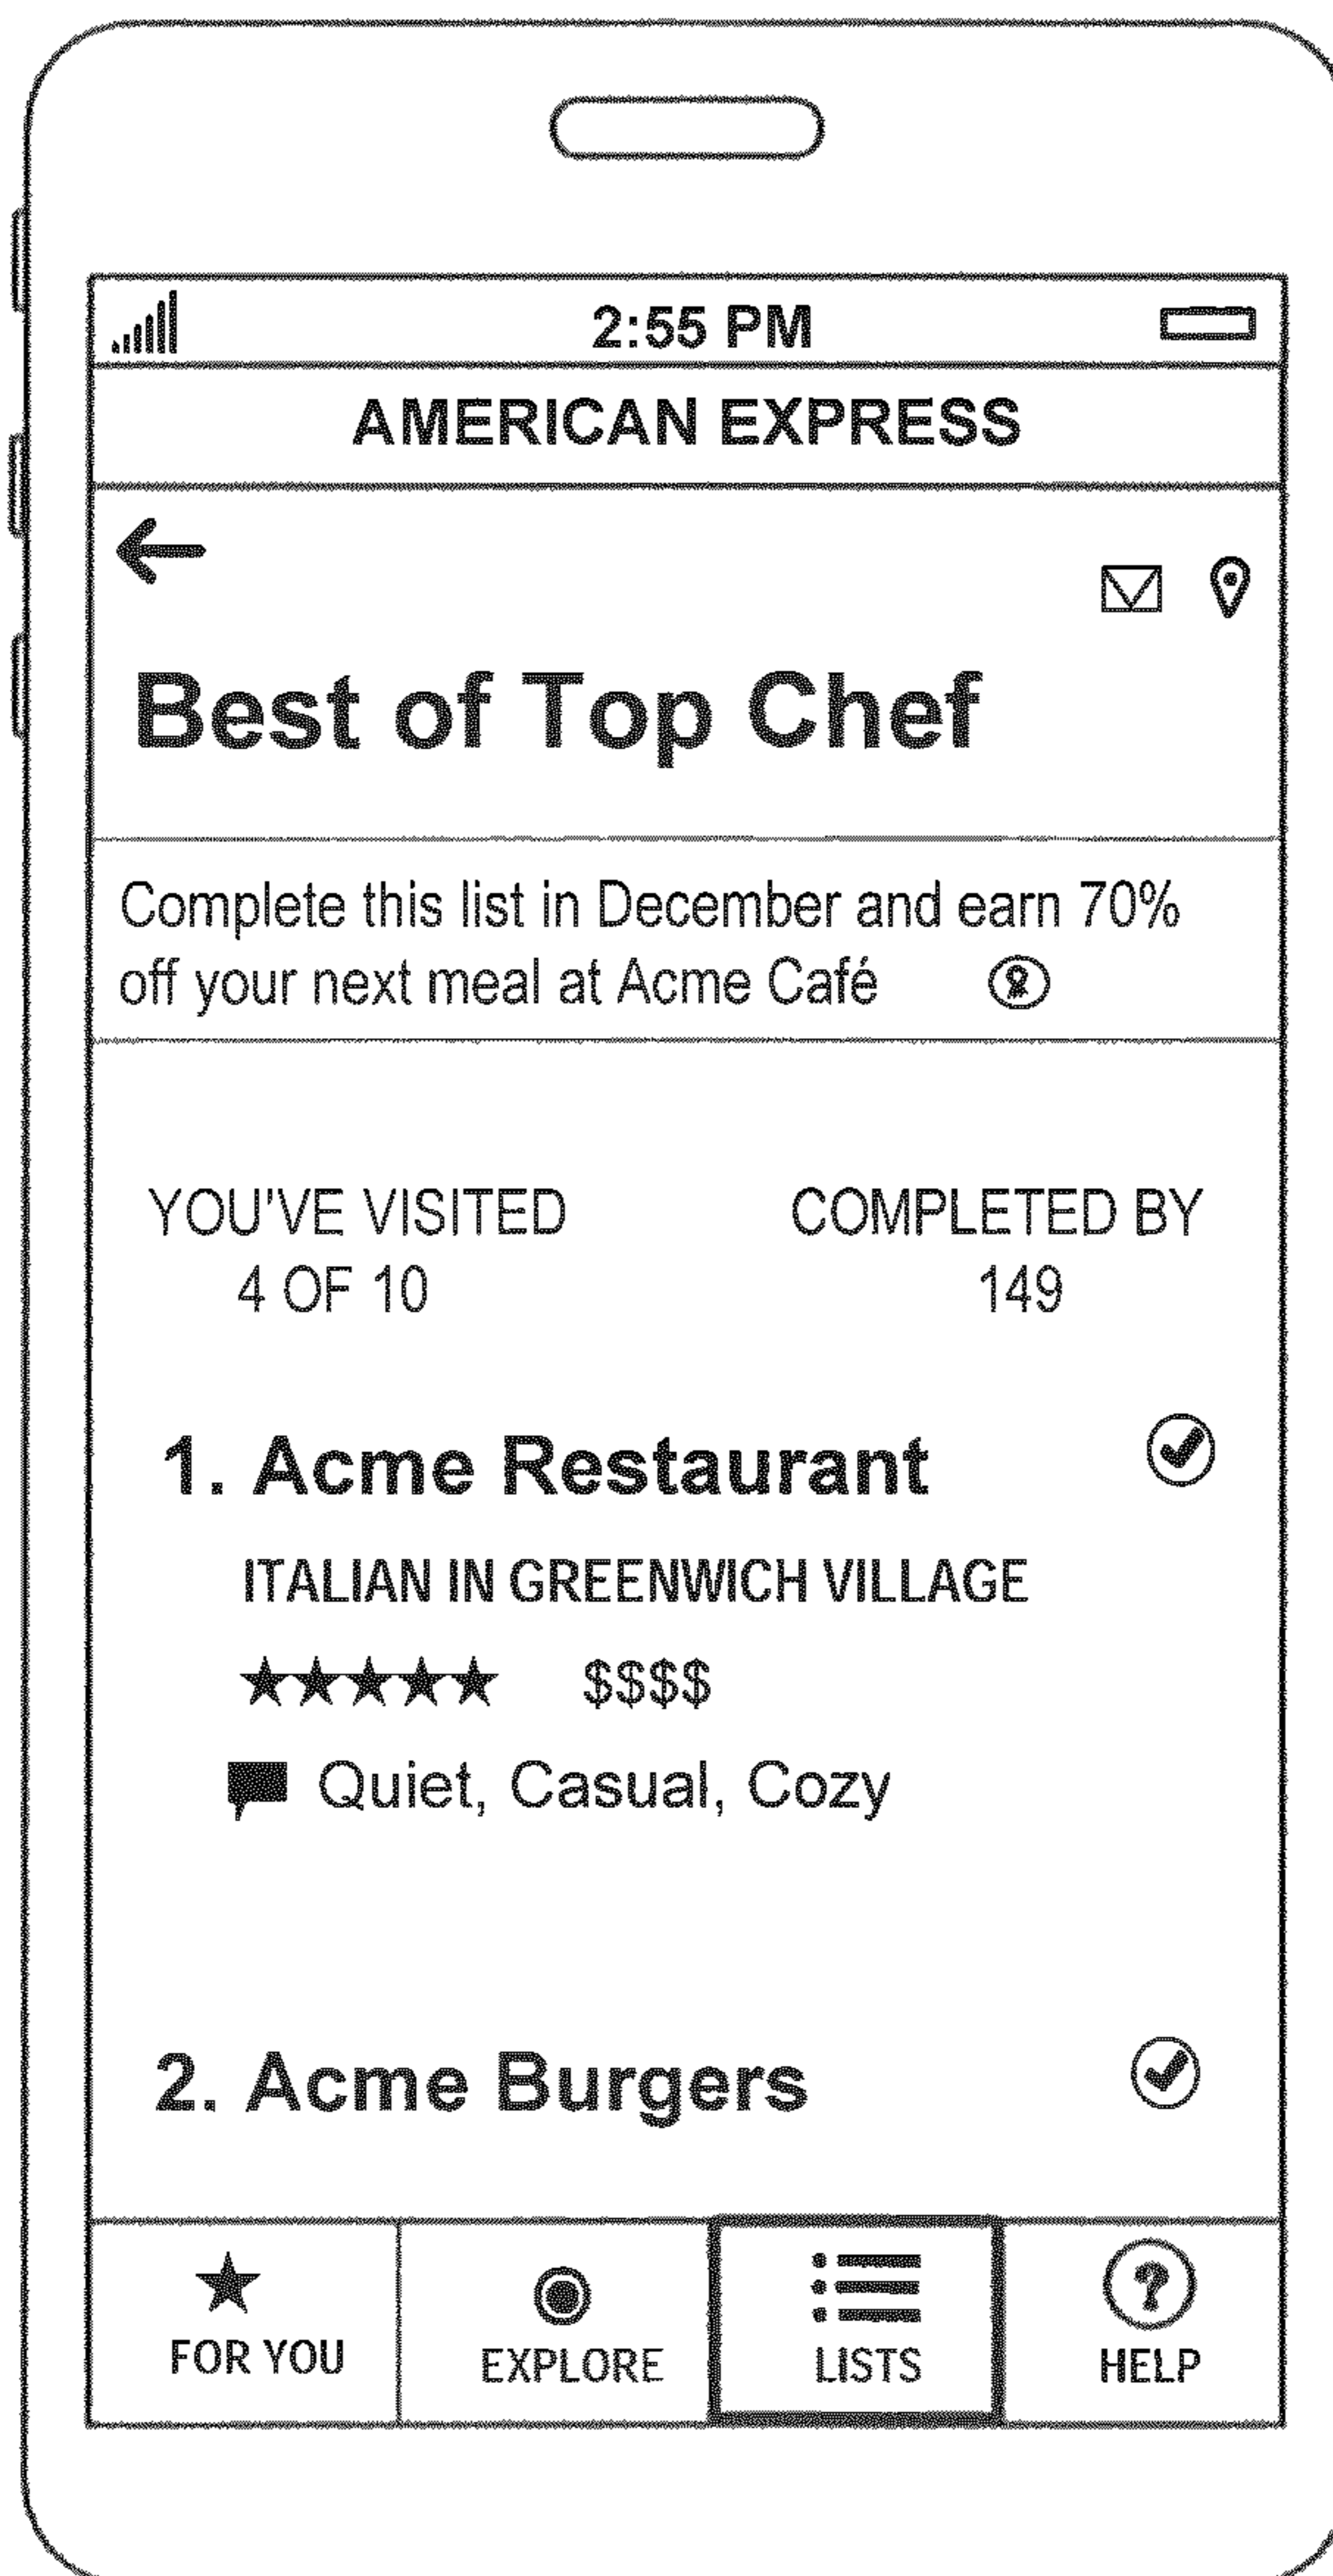 2:55 PM
AMERICAN EXPRESS
Best of Top Chef
Complete this list in December and earn 70%
off your next meal at Acme Café
YOU'VE VISITED
4 OF 10
COMPLETED BY
149
1. Acme Restaurant
ITALIAN IN GREENWICH VILLAGE
$$$$
Quiet, Casual, Cozy
2. Acme Burgers
FOR YOU
EXPLORE
LISTS
HELP